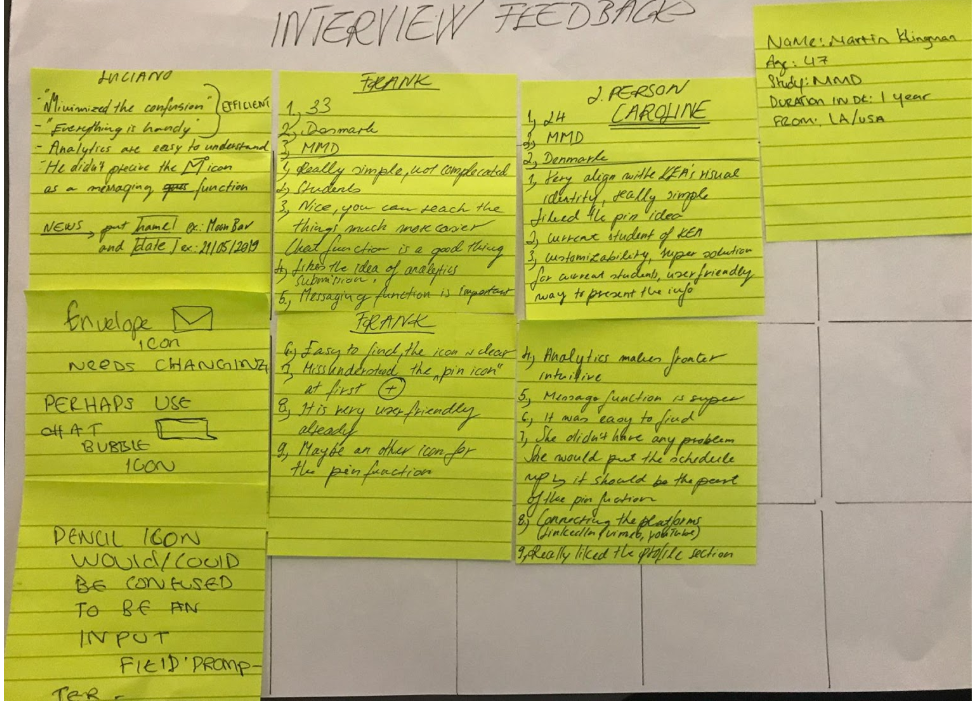 INTERVIEW FEEDBACK
LUCIANO
- "Minimized the confusion"
- "Everything is handy"
EFFICIENT
- Analytics are easy to understand
- He didn't precive the icon
as a messaging function
NEWS, put name ex: Moon Bar
and date ex: 21/05/2019
Envelope
ICON
NEEDS CHANGING
PERHAPS USE
CHAT
BUBBLE
ICON
PENCIL ICON
WOULD/COULD
BE CONFUSED
TO BE AN
INPUT
FIELD PROMP-
TER -
FRANK
1, 33
2, Denmark
3, MMD
1, Really simple, not complecated
2, Students
3, Nice, you can reach the
things much more easier
Chat function is a good thing
4, Likes the idea of analytics
submission,
5, Messaging function is important
FRANK
6, Easy to find, the icon is clear
7, Missunderstood the "pin icon"
at first +
8, It is very user friendly
already
9, Maybe an other icon for
the pin function
2. PERSON
CAROLINE
1, 24
2, MMD
3, Denmark
1, Very align with KEA's visual
identity, really simple
liked the pin idea
2, current student of KEA
3, customizability, super solution
for current students, user friendly
way to present the info
4, Analytics makes
intuitive
5, Message function is super
6, It was easy to find
7, She didn't have any problem
She would put the schedule
up it should be the part
of the pin function
8, Connecting the platforms
(LinkedIn, vimeo, youtube)
9, Really liked the profile section
Name: Martin Klingman
Age: 47
Study: MMD
DURATION IN DK: 1 year
FROM: LA/USA